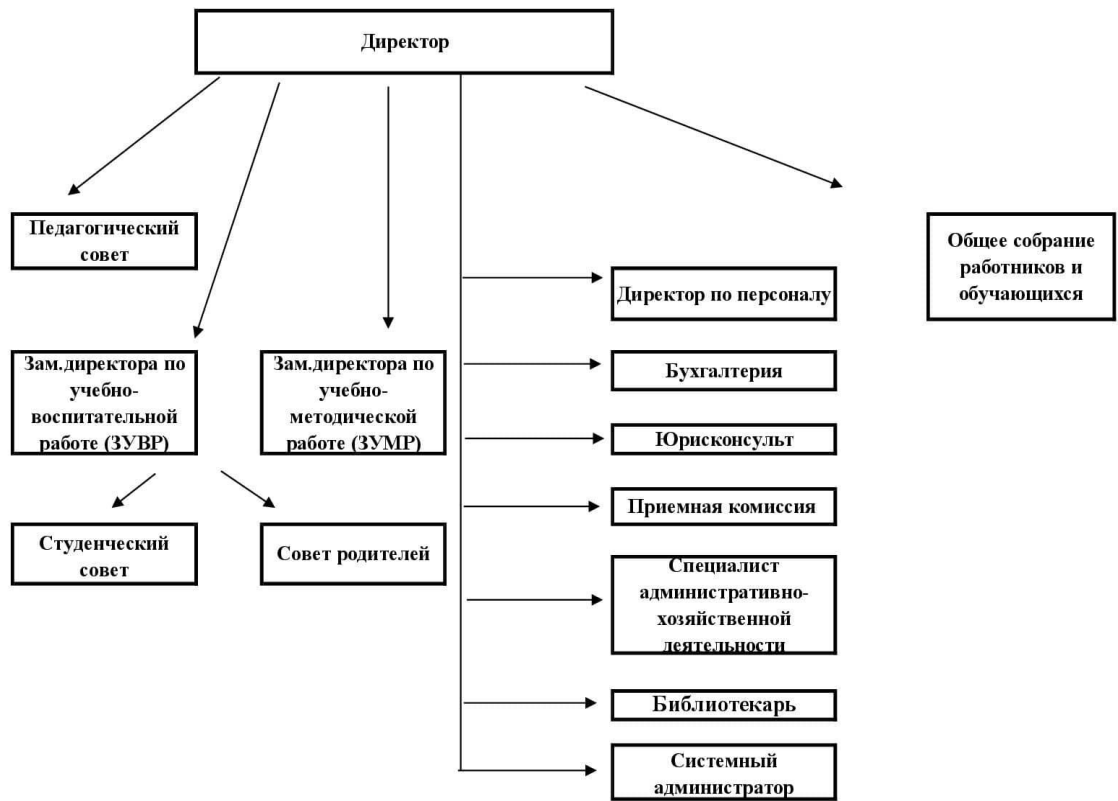 Директор
Педагогический
совет
Общее собрание
работников и
обучающихся
Директор по персоналу
Зам.директора по
учебно-
воспитательной
работе (ЗУВР)
Зам.директора по
учебно-
методической
работе (ЗУМР)
Бухгалтерия
Юрисконсульт
Приемная комиссия
Студенческий
совет
Совет родителей
Специалист
административно-
хозяйственной
деятельности
Библиотекарь
Системный
администратор